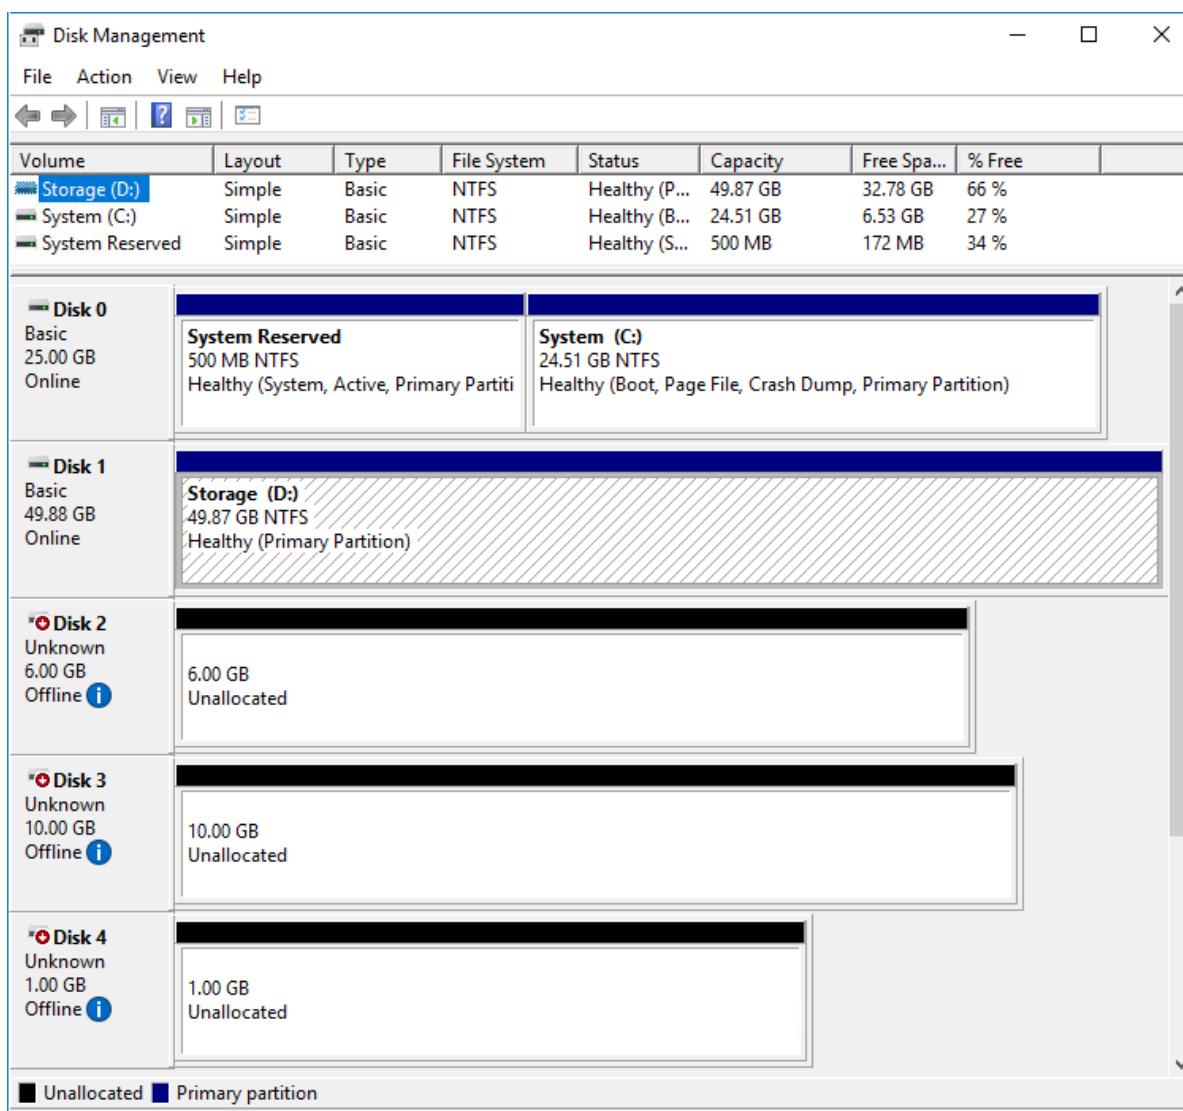 Disk Management
File Action View Help
Volume Layout Type File System Status Capacity Free Spa... % Free
Storage (D:) Simple Basic NTFS Healthy (P... 49.87 GB 32.78 GB 66 %
System (C:) Simple Basic NTFS Healthy (B... 24.51 GB 6.53 GB 27 %
System Reserved Simple Basic NTFS Healthy (S... 500 MB 172 MB 34 %
Disk 0
Basic
25.00 GB
Online
System Reserved
500 MB NTFS
Healthy (System, Active, Primary Partiti
System (C:)
24.51 GB NTFS
Healthy (Boot, Page File, Crash Dump, Primary Partition)
Disk 1
Basic
49.88 GB
Online
Storage (D:)
49.87 GB NTFS
Healthy (Primary Partition)
Disk 2
Unknown
6.00 GB
Offline
6.00 GB
Unallocated
Disk 3
Unknown
10.00 GB
Offline
10.00 GB
Unallocated
Disk 4
Unknown
1.00 GB
Offline
1.00 GB
Unallocated
Unallocated Primary partition